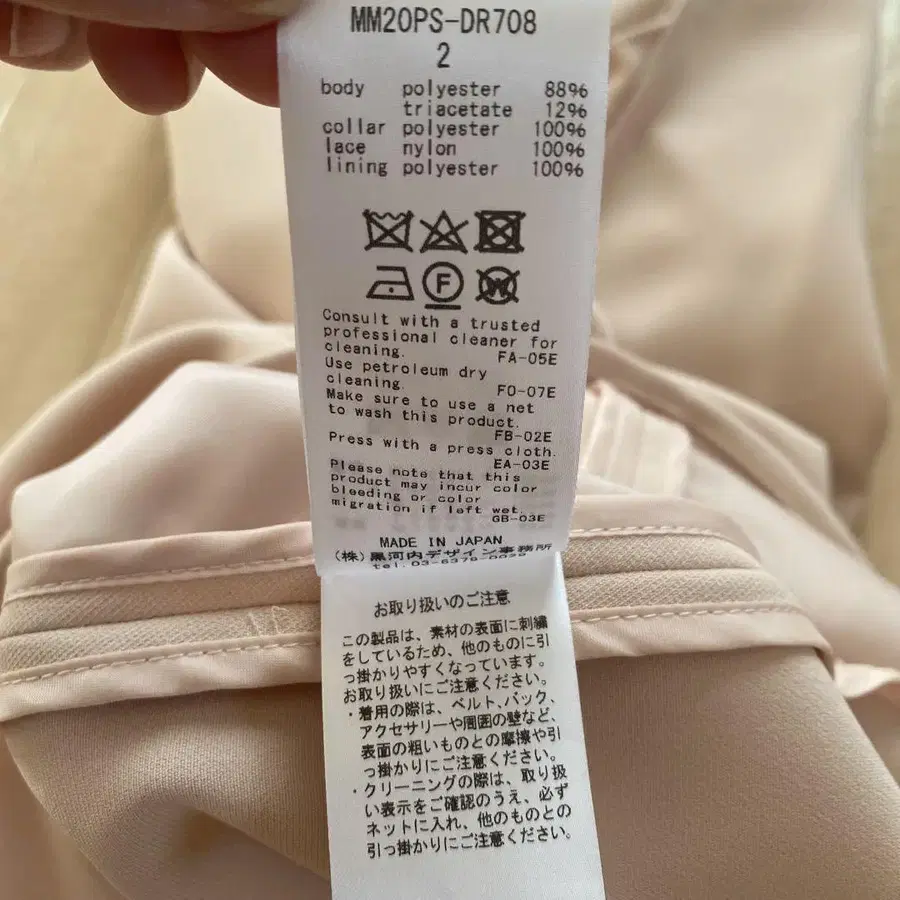 MM20PS-DR708
2
body polyester 88%
triacetate 12%
collar polyester 100%
lace nylon 100%
lining polyester 100%
F
W
Consult with a trusted
professional cleaner for
cleaning. FA-05E
Use petroleum dry
cleaning. FO-07E
Make sure to use a net
to wash this product.
FB-02E
Press with a press cloth.
EA-03E
Please note that this
product may incur color
bleeding or color
migration if left wet.
GB-03E
MADE IN JAPAN
(株)黒河内デザイン事務所
お取り扱いのご注意
この製品は、素材の表面に刺繍
をしているため、他のものに引
っ掛かりやすくなっています。
お取り扱いにご注意ください。
・着用の際は、ベルト、バック、
アクセサリーや周囲の壁など、
表面の粗いものとの摩擦や引
っ掛かりにご注意ください。
・クリーニングの際は、取り扱
い表示をご確認のうえ、必ず
ネットに入れ、他のものとの
引っ掛かりにご注意ください。